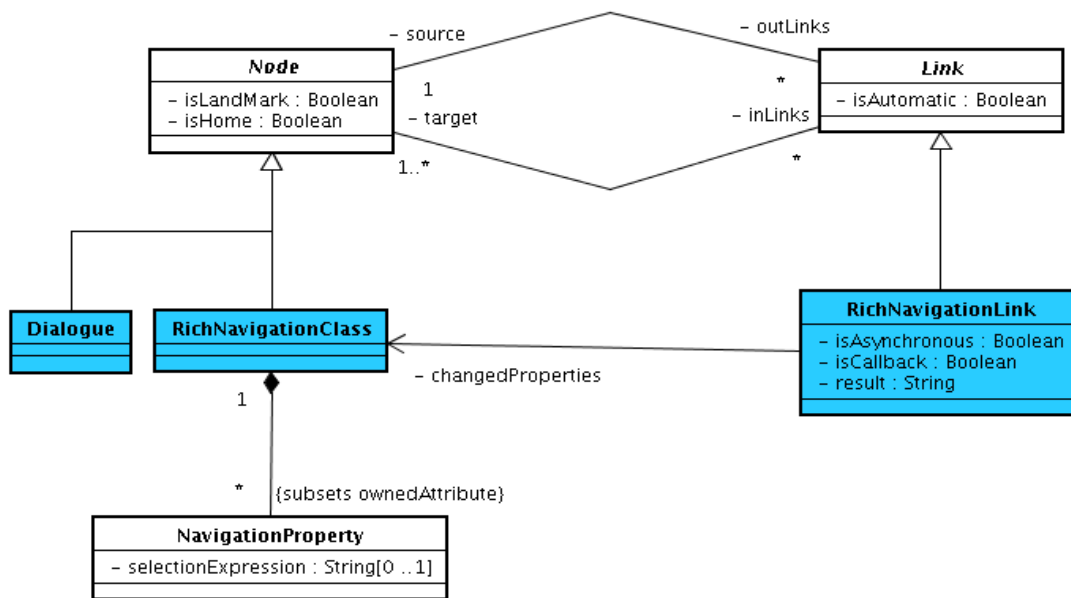 – source
– outLinks
Node
Link
1
*
– isLandMark : Boolean
– isHome : Boolean
– isAutomatic : Boolean
– target
– inLinks
1..*
*
Dialogue
RichNavigationClass
RichNavigationLink
– isAsynchronous : Boolean
– isCallback : Boolean
– result : String
– changedProperties
1
*
{subsets ownedAttribute}
NavigationProperty
– selectionExpression : String[0 ..1]